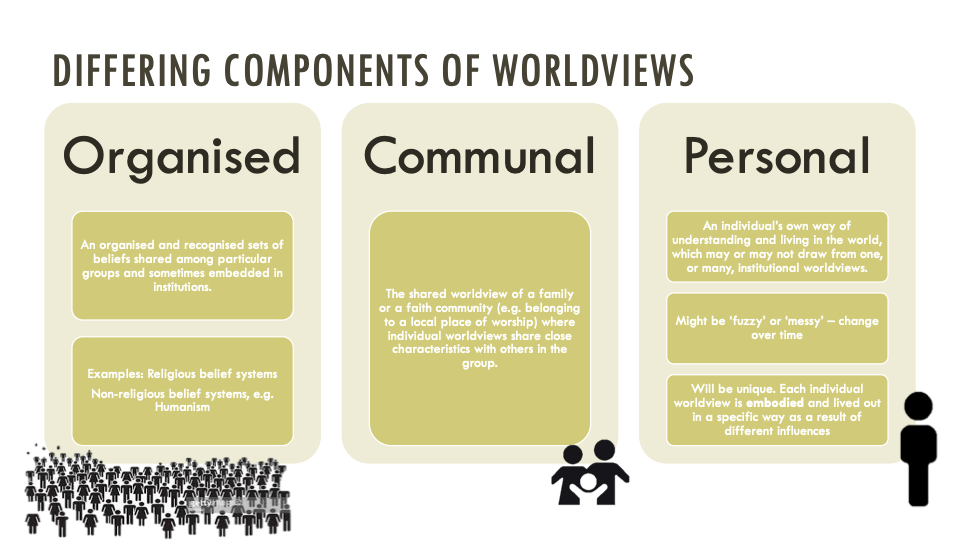 DIFFERING COMPONENTS OF WORLDVIEWS
Organised
An organised and recognised sets of
beliefs shared among particular
groups and sometimes embedded in
institutions.
Examples: Religious belief systems
Non-religious belief systems, e.g.
Humanism
Communal
The shared worldview of a family
or a faith community (e.g. belonging
to a local place of worship) where
individual worldviews share close
characteristics with others in the
group.
Personal
An individual's own way of
understanding and living in the world,
which may or may not draw from one,
or many, institutional worldviews.
Might be ‘fuzzy’ or ‘messy’ – change
over time
Will be unique. Each individual
worldview is embodied and lived out
in a specific way as a result of
different influences